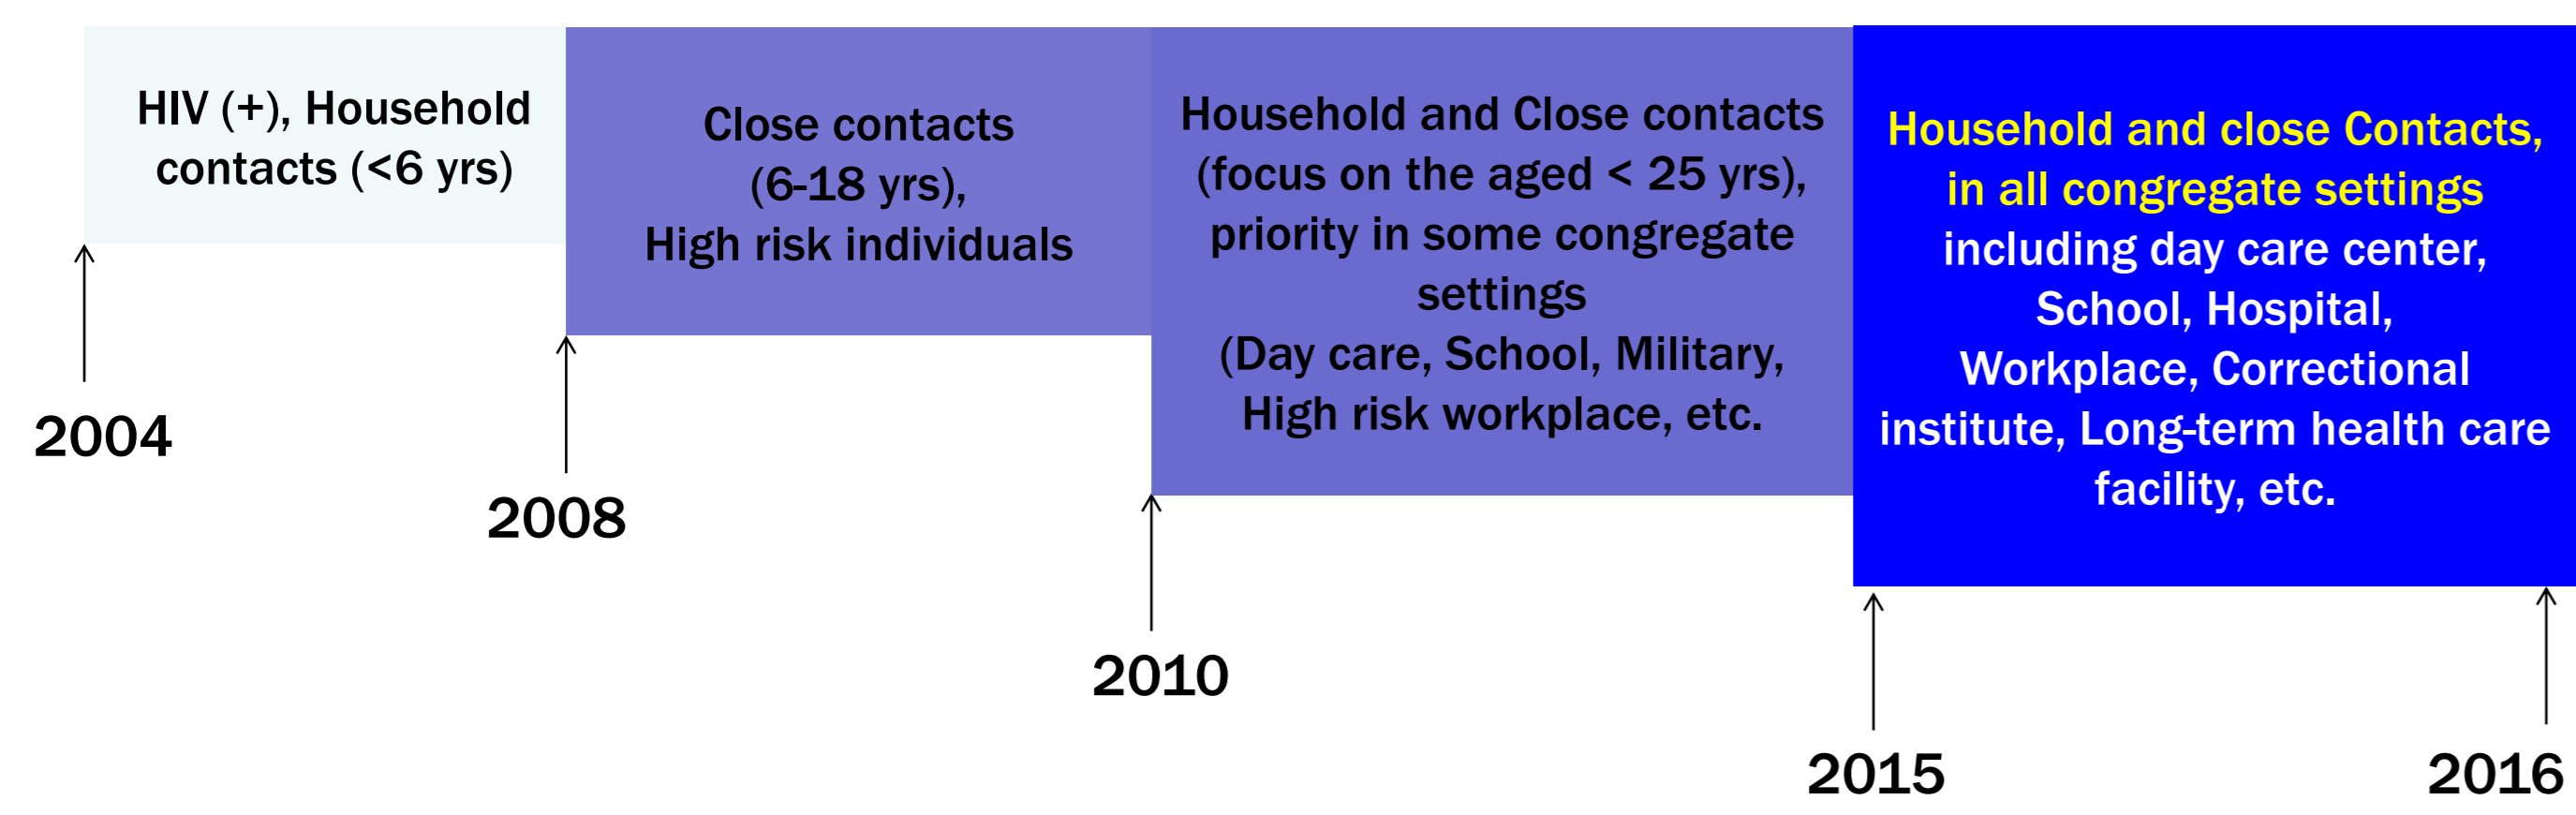 HIV (+), Household
contacts (<6 yrs)
Close contacts
(6-18 yrs),
High risk individuals
Household and Close contacts
(focus on the aged < 25 yrs),
priority in some congregate
settings
(Day care, School, Military,
High risk workplace, etc.
Household and close Contacts,
in all congregate settings
including day care center,
School, Hospital,
Workplace, Correctional
institute, Long-term health care
facility, etc.
2004
2008
2010
2015
2016